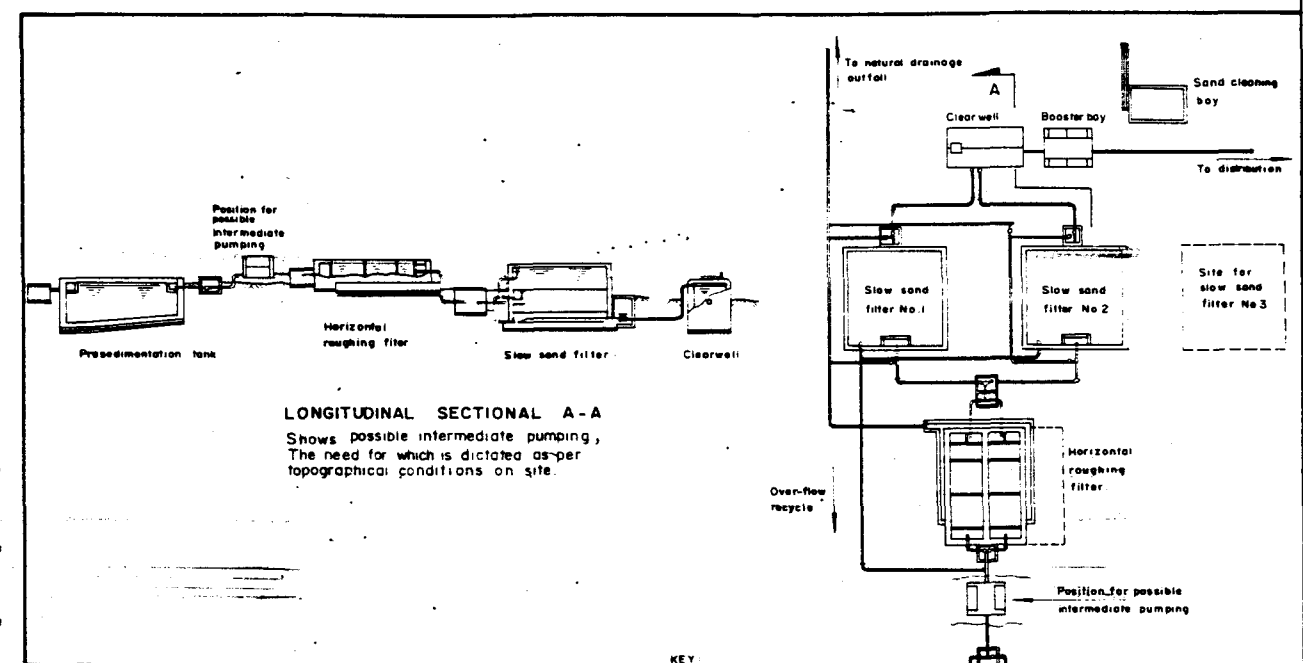 Position for
possible
intermediate
pumping
Presedimentation tank
Horizontal
roughing filter
Slow sand filter
Clearwell
LONGITUDINAL SECTIONAL A-A
Shows possible intermediate pumping,
The need for which is dictated as per
topographical conditions on site.
To natural drainage
outfall
A
Clearwell
Booster bay
Sand cleaning
bay
To distribution
Slow sand
filter No.1
Slow sand
filter No 2
Site for
slow sand
filter No 3
Horizontal
roughing
filter.
Over-flow
recycle
Position for possible
intermediate pumping
KEY